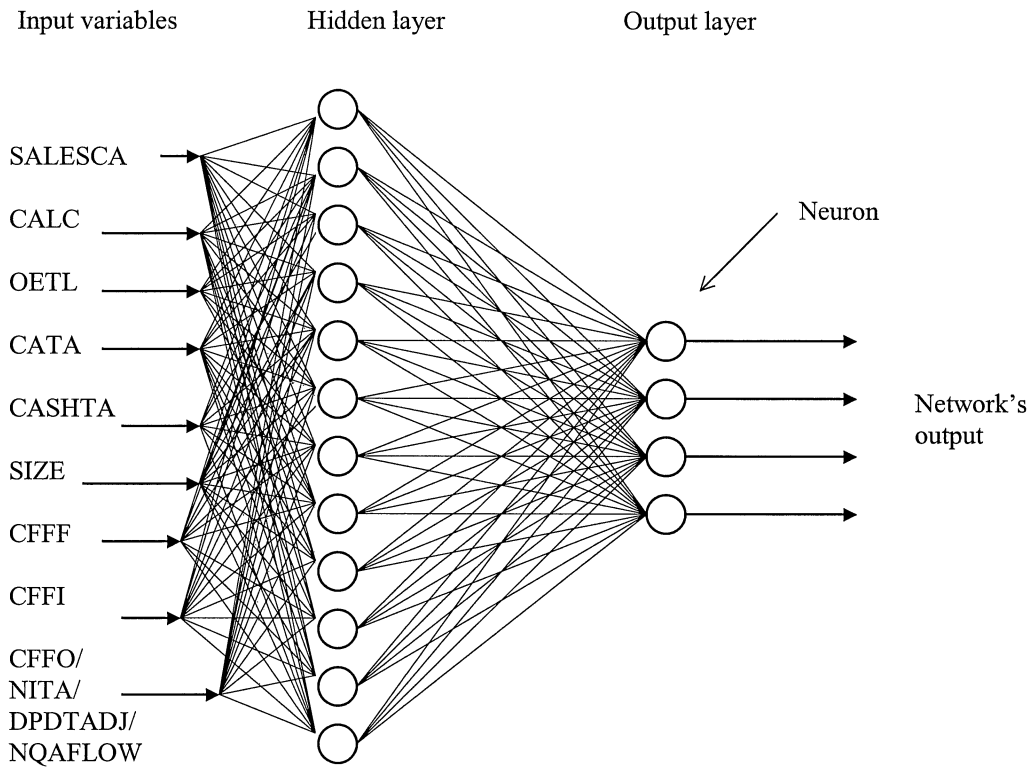 Input variables
Hidden layer
Output layer
SALESCA
CALC
OETL
CATA
CASHTA
SIZE
CFFF
CFFI
CFFO/
NITA/
DPDTADJ/
NQAFLOW
Neuron
Network's
output